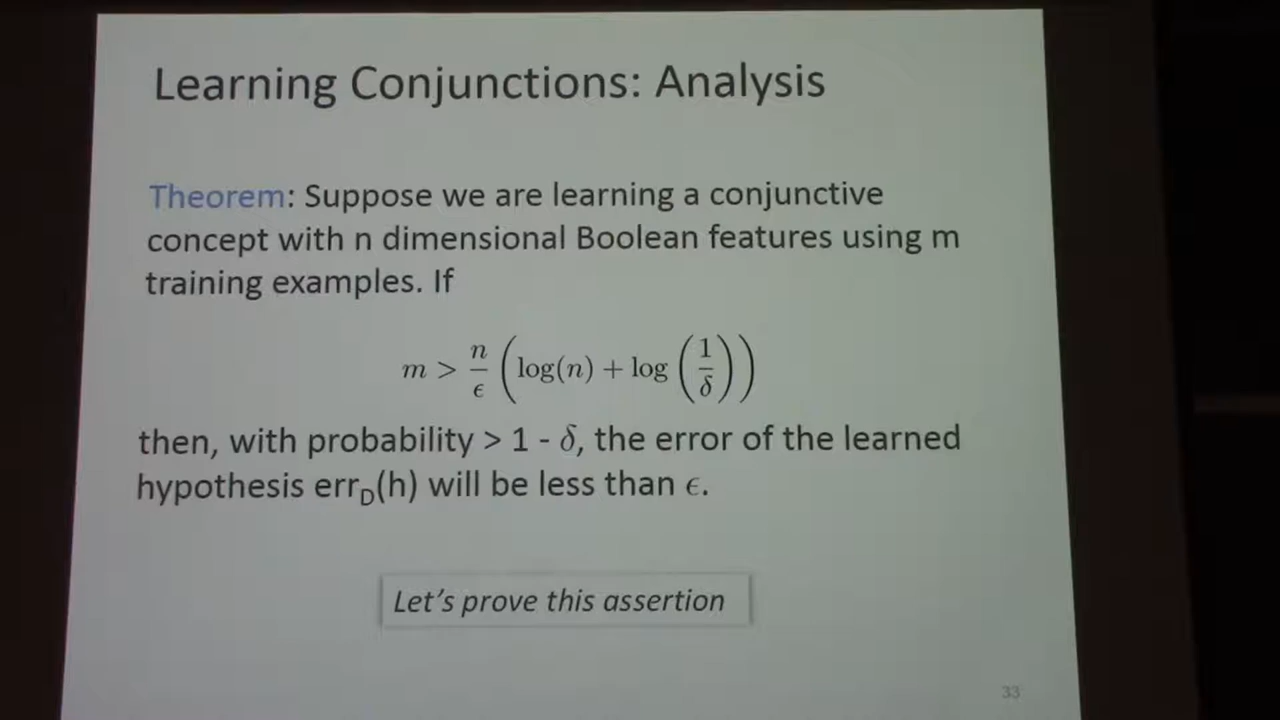 Learning Conjunctions: Analysis
Theorem: Suppose we are learning a conjunctive
concept with n dimensional Boolean features using m
training examples. If
m > n/ϵ (log(n) + log(1/δ))
then, with probability > 1 - δ, the error of the learned
hypothesis err_D(h) will be less than ϵ.
Let's prove this assertion
33